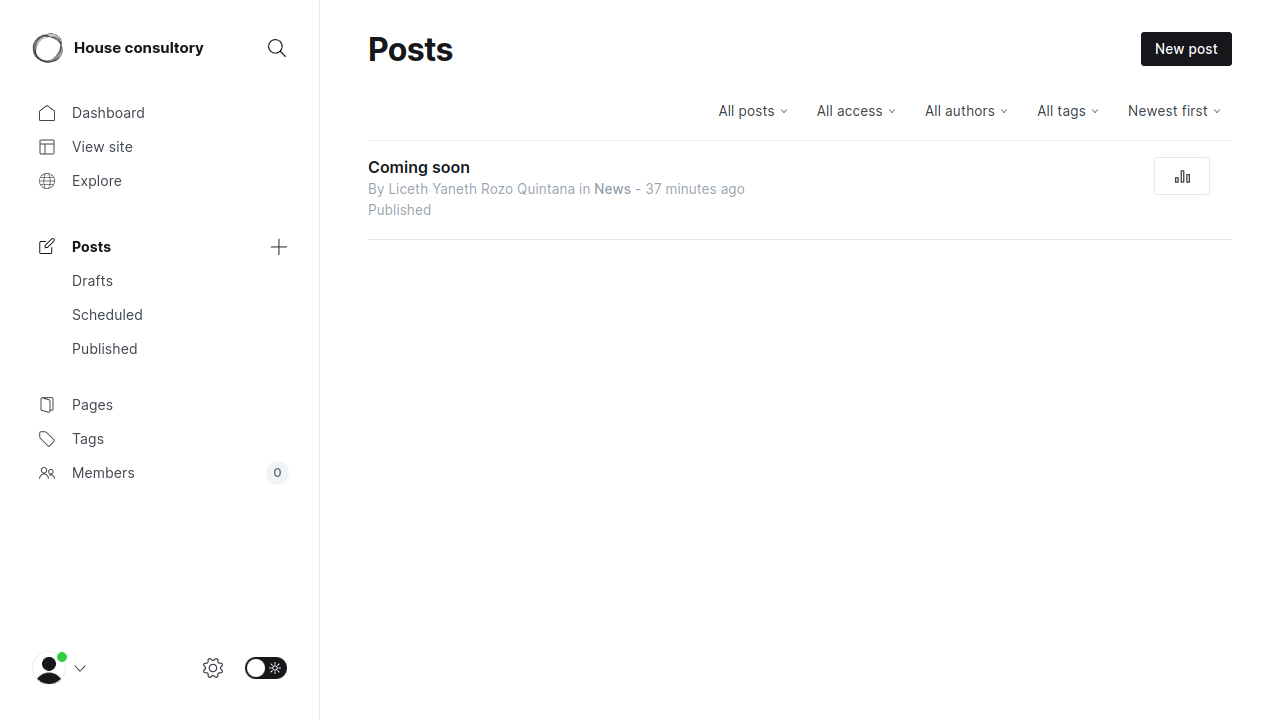 House consultory
Dashboard
View site
Explore
Posts
Drafts
Scheduled
Published
Pages
Tags
Members 0
Posts
New post
All posts All access All authors All tags Newest first
Coming soon
By Liceth Yaneth Rozo Quintana in News - 37 minutes ago
Published